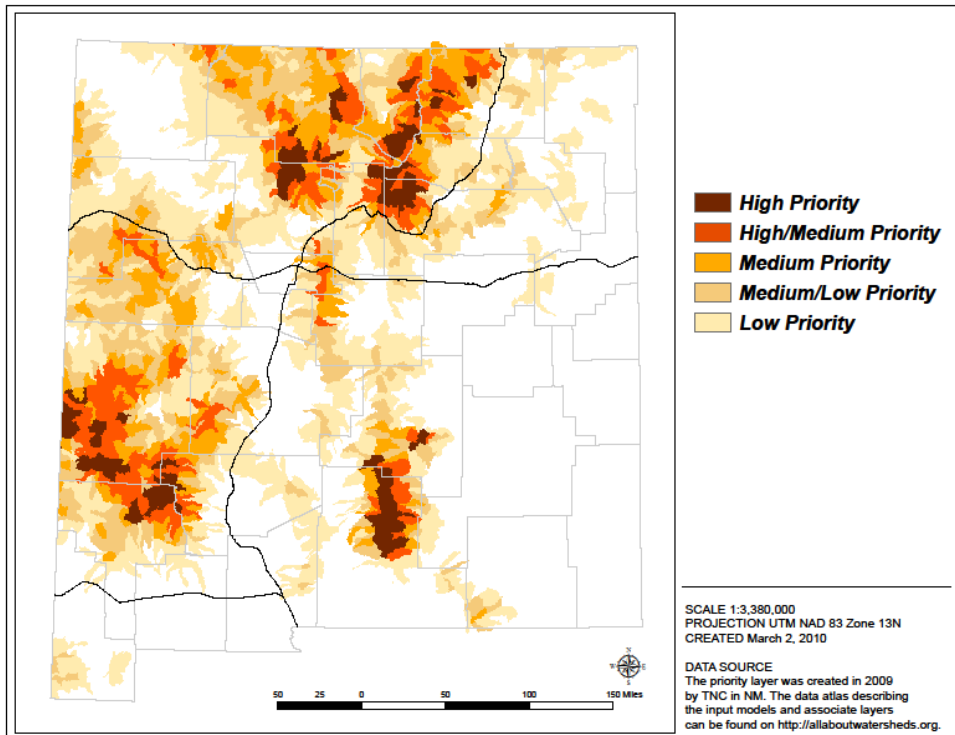 High Priority
High/Medium Priority
Medium Priority
Medium/Low Priority
Low Priority
SCALE 1:3,380,000
PROJECTION UTM NAD 83 Zone 13N
CREATED March 2, 2010
DATA SOURCE
The priority layer was created in 2009
by TNC in NM. The data atlas describing
the input models and associate layers
can be found on http://allaboutwatersheds.org.
N
W E
S
50 25 0 50 100 150 Miles